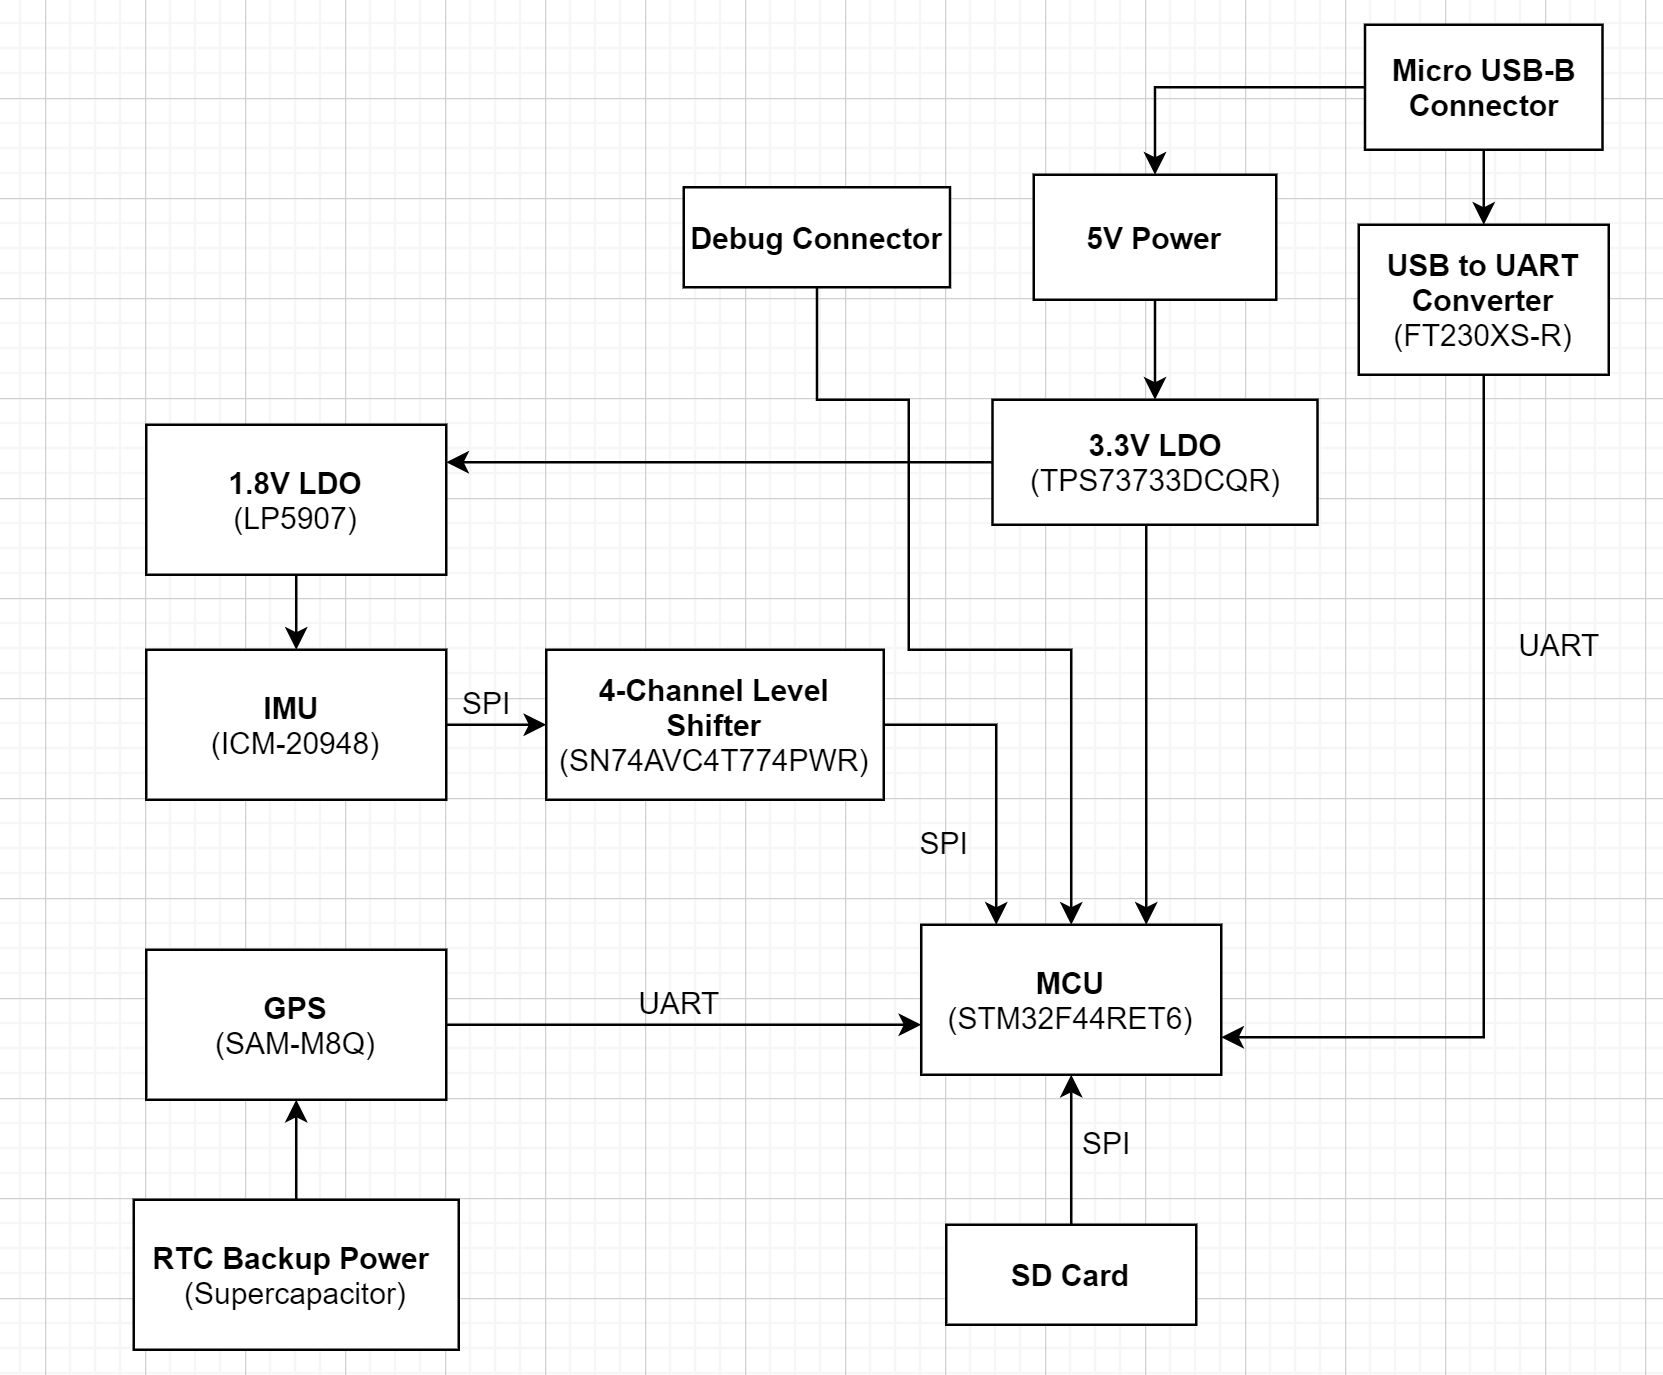 Micro USB-B
Connector
Debug Connector
5V Power
USB to UART
Converter
(FT230XS-R)
1.8V LDO
(LP5907)
3.3V LDO
(TPS73733DCQR)
UART
IMU
(ICM-20948)
SPI
4-Channel Level
Shifter
(SN74AVC4T774PWR)
SPI
GPS
(SAM-M8Q)
UART
MCU
(STM32F44RET6)
SPI
RTC Backup Power
(Supercapacitor)
SD Card